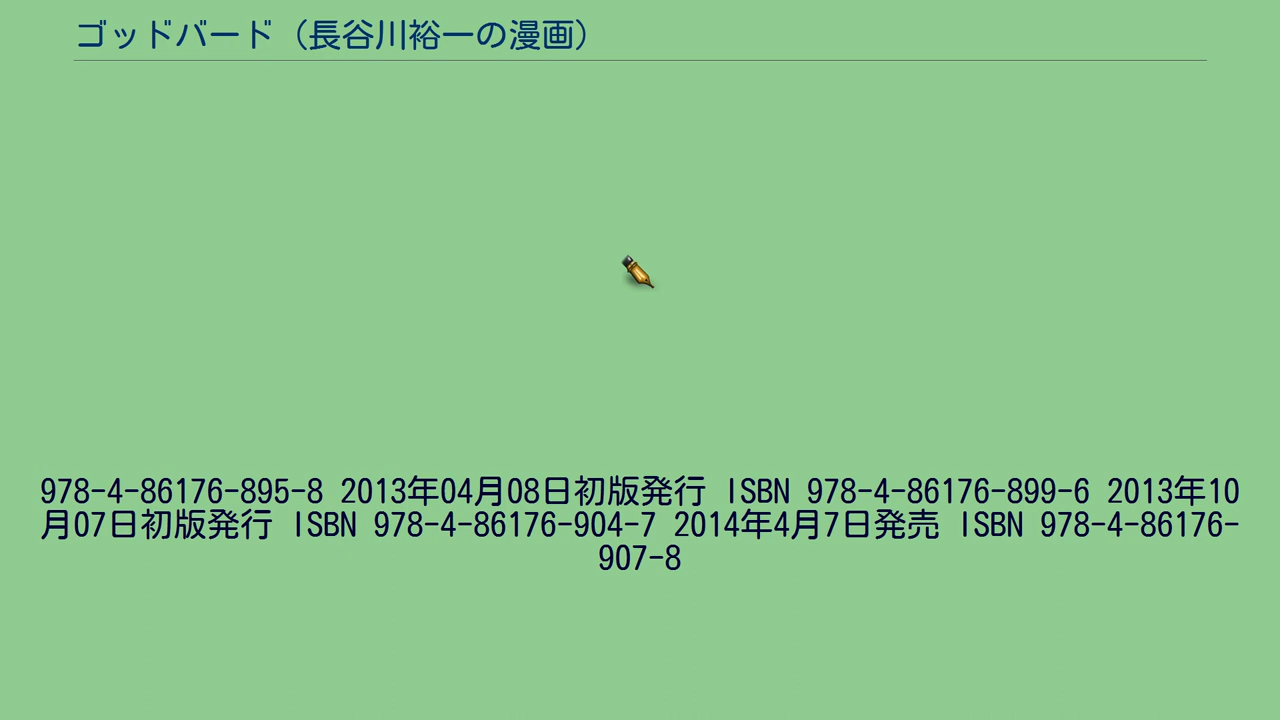 ゴッドバード（長谷川裕一の漫画）
978-4-86176-895-8 2013年04月08日初版発行 ISBN 978-4-86176-899-6 2013年10
月07日初版発行 ISBN 978-4-86176-904-7 2014年4月7日発売 ISBN 978-4-86176-
907-8